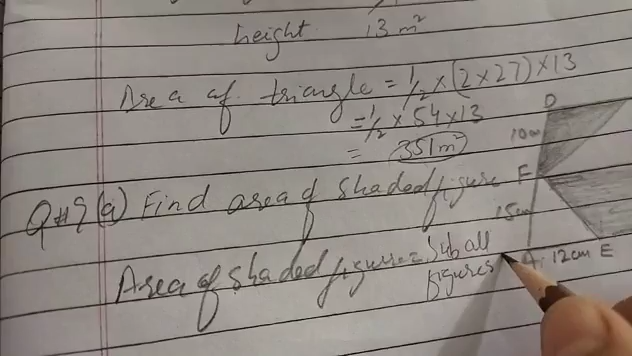 height 13 m²
Area of triangle = 1/2 × (2×27) × 13
= 1/2 × 54 × 13
= 351 m²
D
10cm
Q#9 (a) Find area of shaded figure F
15cm
Area of shaded figure = Sub all
figures
A 12cm E